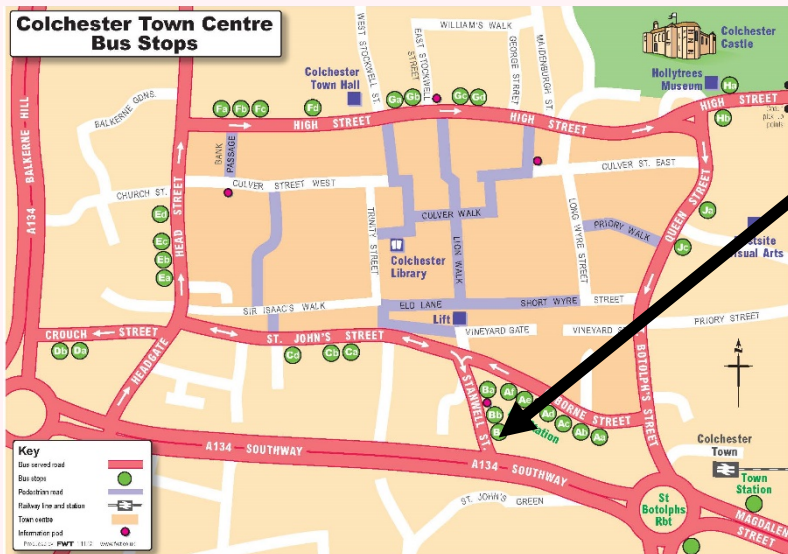 Colchester Town Centre
Bus Stops
WEST STOCKWELL ST.
EAST STOCKWELL STREET
WILLIAM'S WALK
GEORGE STREET
MAIDENBURGH ST.
Colchester
Castle
Hollytrees
Museum
Ha
HIGH STREET
Hb
Colchester
Town Hall
Fa Fb Fc Fd
Ga Gb Gc Gd
HIGH STREET
HIGH STREET
BALKERNE GDNS.
A134 BALKERNE HILL
BANK PASSAGE
CHURCH ST.
CULVER STREET WEST
CULVER ST. EAST
HEAD STREET
Ed
Ec
Eb
Ea
TRINITY STREET
CULVER WALK
LION WALK
LONG WYRE STREET
PRIORY WALK
QUEEN STREET
Ja
Jc
Visual Arts
Colchester
Library
SIR ISAAC'S WALK
ELD LANE
SHORT WYRE STREET
Lift
VINEYARD GATE
VINEYARD
PRIORY STREET
CROUCH STREET
Db Da
HEADGATE
ST. JOHN'S STREET
Cd Cb Ca
STANWELL ST.
Ba
Bb
Af
Ad Ac Ab Aa
STREET
BOTOLPH'S STREET
N
A134 SOUTHWAY
A134 SOUTHWAY
ST. JOHN'S GREEN
Colchester
Town
Town
Station
St
Botolphs
Rbt
MAGDALEN
STREET
Key
Bus served road
Bus stops
Pedestrian road
Railway line and station
Town centre
Information pod
FWT